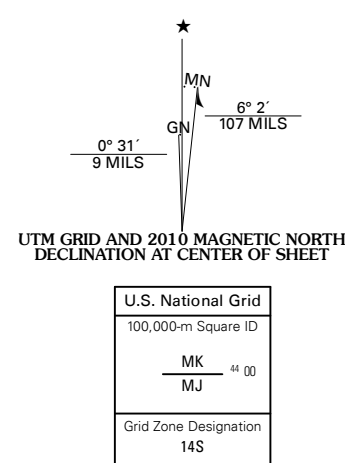 ★
MN
6° 2´
107 MILS
GN
0° 31´
9 MILS
UTM GRID AND 2010 MAGNETIC NORTH
DECLINATION AT CENTER OF SHEET
U.S. National Grid
100,000-m Square ID
MK
44 00
MJ
Grid Zone Designation
14S